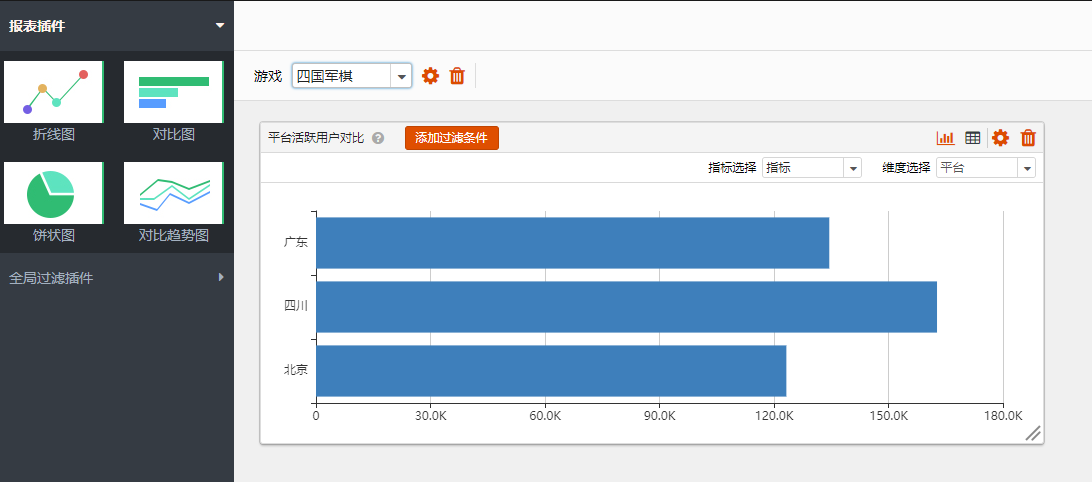 报表插件
折线图
对比图
饼状图
对比趋势图
全局过滤插件
游戏 四国军棋
平台活跃用户对比 ? 添加过滤条件
指标选择 指标 维度选择 平台
广东
四川
北京
0 30.0K 60.0K 90.0K 120.0K 150.0K 180.0K